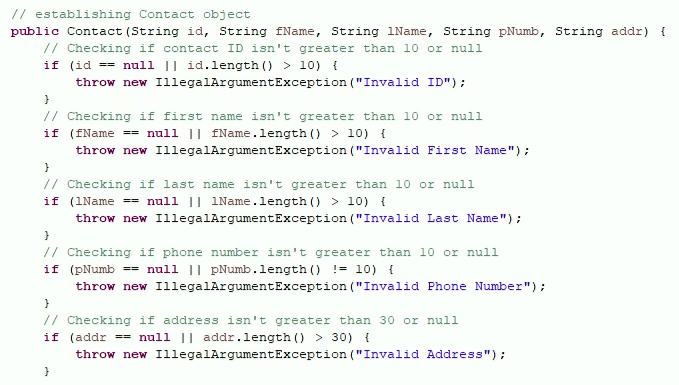 // establishing Contact object
public Contact(String id, String fName, String lName, String pNumb, String addr) {
    // Checking if contact ID isn't greater than 10 or null
    if (id == null || id.length() > 10) {
        throw new IllegalArgumentException("Invalid ID");
    }
    // Checking if first name isn't greater than 10 or null
    if (fName == null || fName.length() > 10) {
        throw new IllegalArgumentException("Invalid First Name");
    }
    // Checking if last name isn't greater than 10 or null
    if (lName == null || lName.length() > 10) {
        throw new IllegalArgumentException("Invalid Last Name");
    }
    // Checking if phone number isn't greater than 10 or null
    if (pNumb == null || pNumb.length() != 10) {
        throw new IllegalArgumentException("Invalid Phone Number");
    }
    // Checking if address isn't greater than 30 or null
    if (addr == null || addr.length() > 30) {
        throw new IllegalArgumentException("Invalid Address");
    }